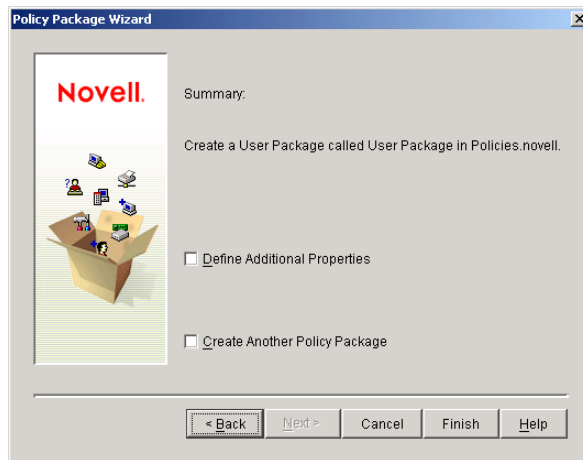 Policy Package Wizard
Novell.
Summary:
Create a User Package called User Package in Policies.novell.
Define Additional Properties
Create Another Policy Package
< Back
Next >
Cancel
Finish
Help